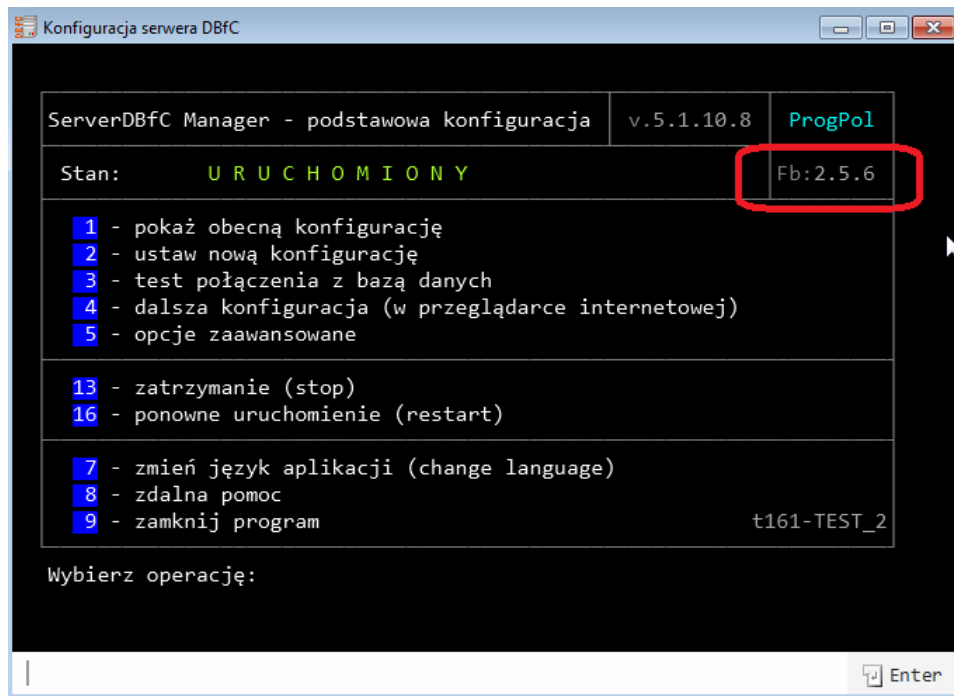 Konfiguracja serwera DBfC
ServerDBfC Manager - podstawowa konfiguracja v.5.1.10.8 ProgPol
Stan: U R U C H O M I O N Y Fb:2.5.6
1 - pokaż obecną konfigurację
2 - ustaw nową konfigurację
3 - test połączenia z bazą danych
4 - dalsza konfiguracja (w przeglądarce internetowej)
5 - opcje zaawansowane
13 - zatrzymanie (stop)
16 - ponowne uruchomienie (restart)
7 - zmień język aplikacji (change language)
8 - zdalna pomoc
9 - zamknij program t161-TEST_2
Wybierz operację:
Enter